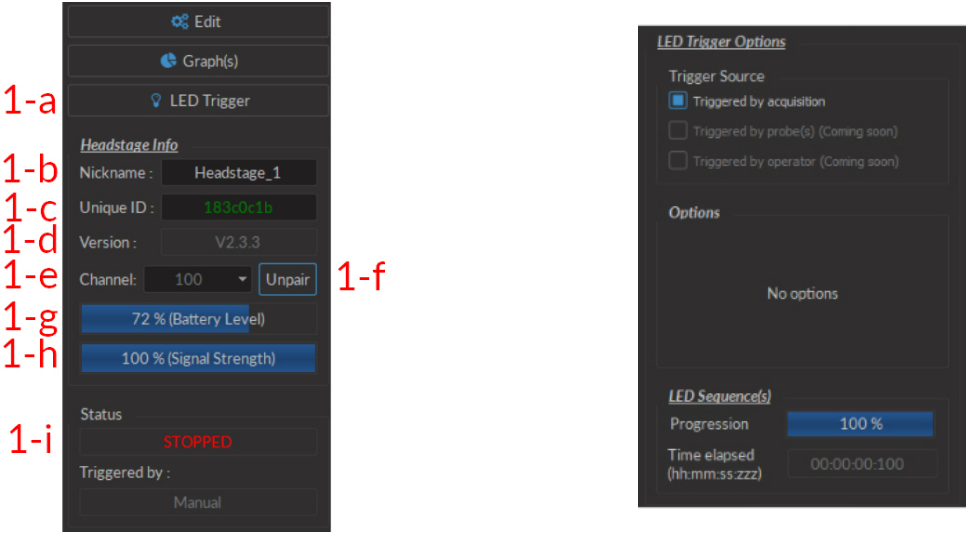 Edit
Graph(s)
1-a LED Trigger
Headstage Info
1-b Nickname : Headstage_1
1-c Unique ID : 183c0c1b
1-d Version : V2.3.3
1-e Channel: 100 Unpair 1-f
1-g 72 % (Battery Level)
1-h 100 % (Signal Strength)
Status
1-i STOPPED
Triggered by :
Manual
LED Trigger Options
Trigger Source
Triggered by acquisition
Triggered by probe(s) (Coming soon)
Triggered by operator (Coming soon)
Options
No options
LED Sequence(s)
Progression 100 %
Time elapsed
(hh:mm:ss:zzz) 00:00:00:100